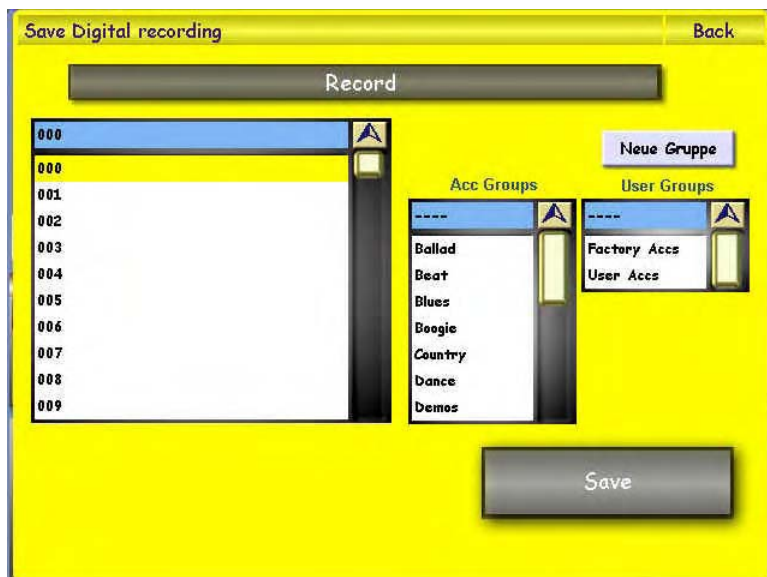 Save Digital recording
Back
Record
000
000
001
002
003
004
005
006
007
008
009
Neue Gruppe
Acc Groups
----
Ballad
Beat
Blues
Boogie
Country
Dance
Demos
User Groups
----
Factory Accs
User Accs
Save